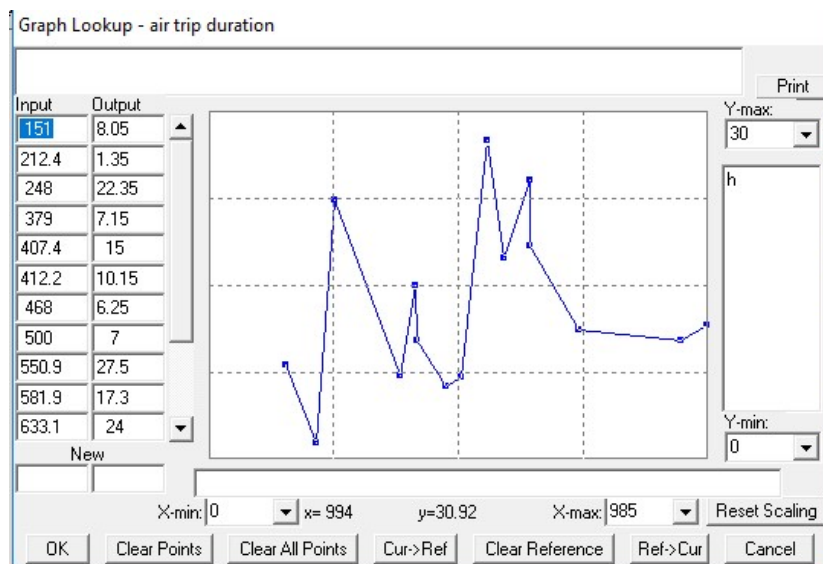 Graph Lookup - air trip duration
Print
Input Output
151 8.05
212.4 1.35
248 22.35
379 7.15
407.4 15
412.2 10.15
468 6.25
500 7
550.9 27.5
581.9 17.3
633.1 24
New
Y-max:
30
h
Y-min:
0
X-min: 0 x= 994 y=30.92 X-max: 985 Reset Scaling
OK Clear Points Clear All Points Cur->Ref Clear Reference Ref->Cur Cancel